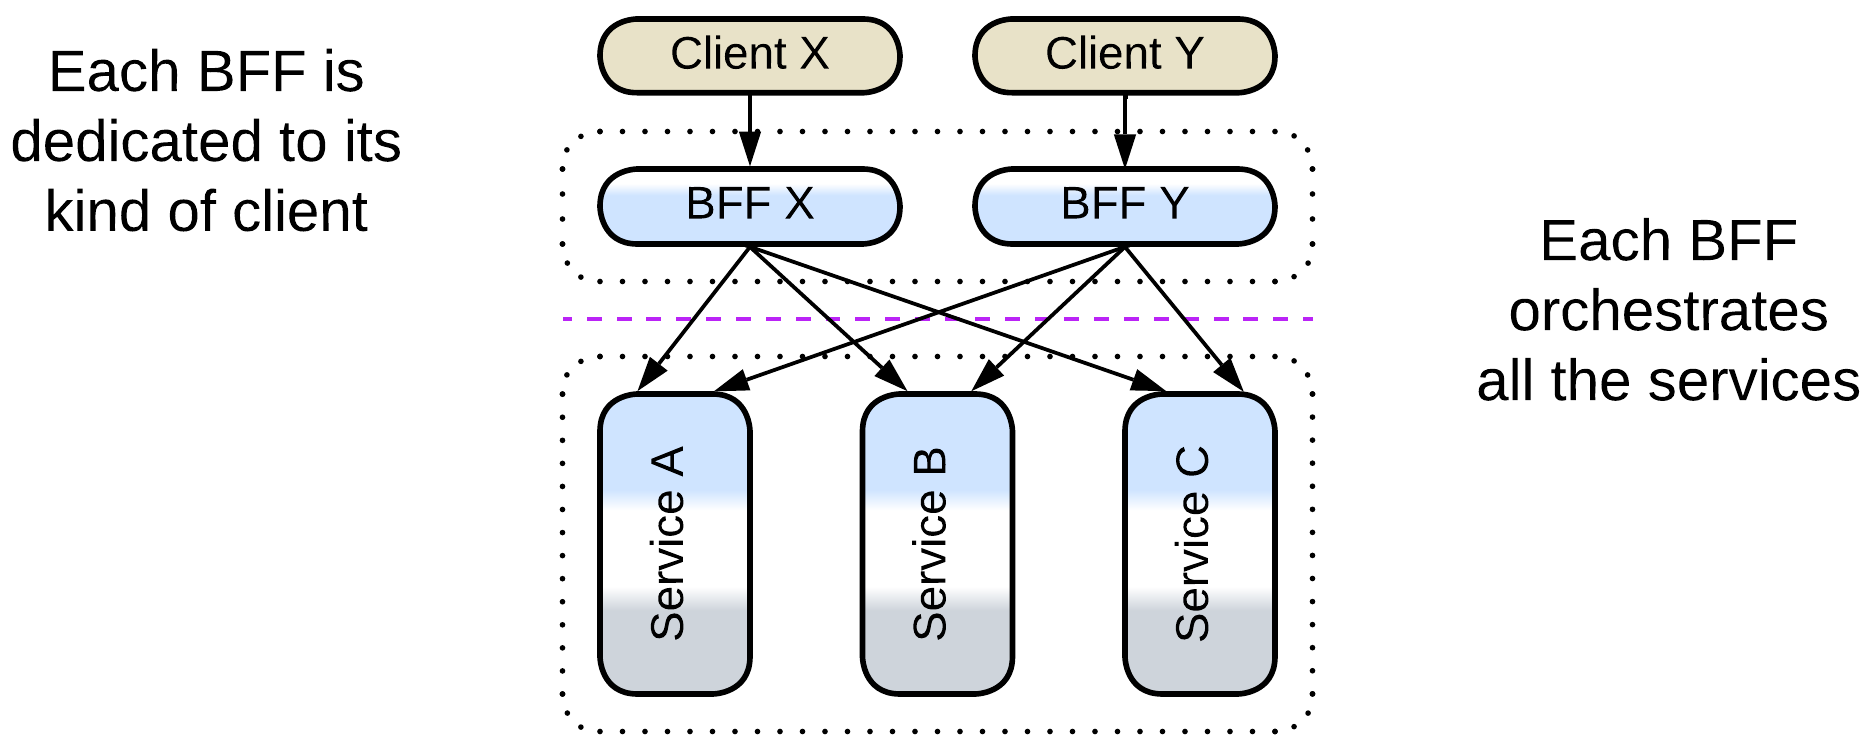 Each BFF is
dedicated to its
kind of client
Client X
Client Y
BFF X
BFF Y
Each BFF
orchestrates
all the services
Service A
Service B
Service C